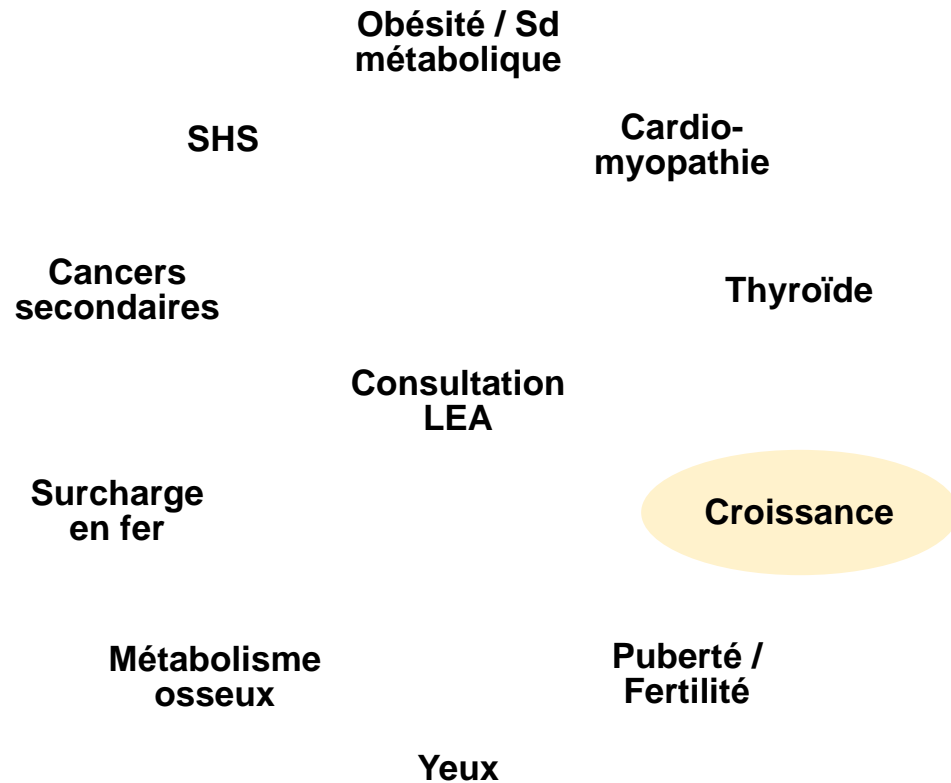 Obésité / Sd
métabolique
SHS
Cardio-
myopathie
Cancers
secondaires
Thyroïde
Consultation
LEA
Surcharge
en fer
Croissance
Métabolisme
osseux
Puberté /
Fertilité
Yeux